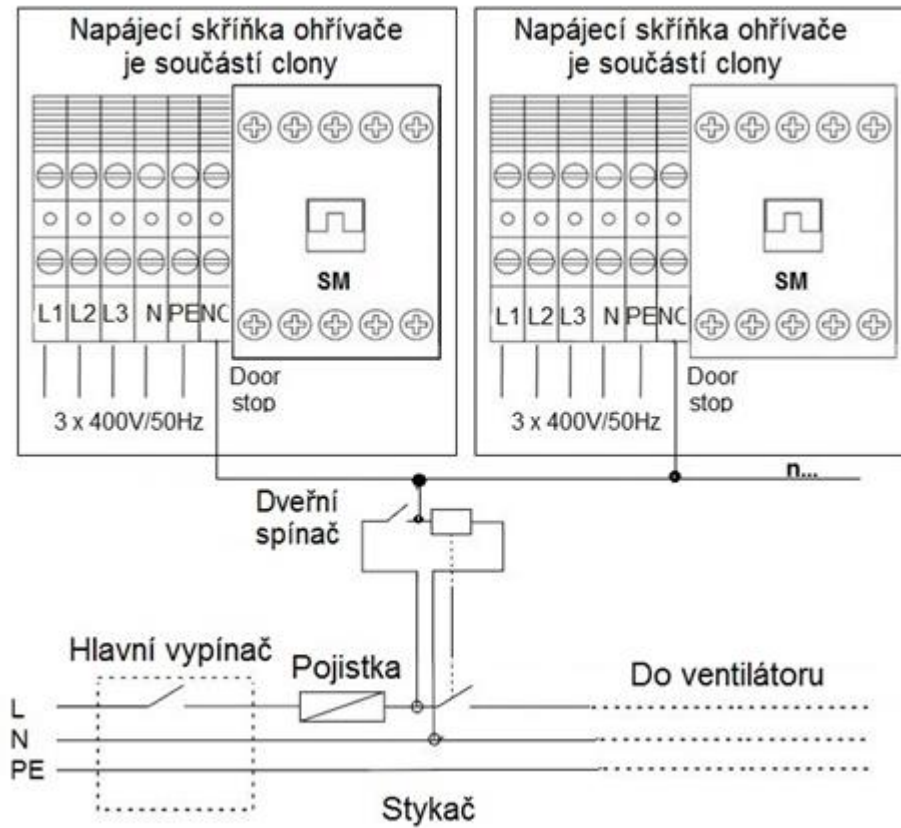 Napájecí skříňka ohřívače
je součástí clony
SM
L1 L2 L3 N PE NC
Door
stop
3 x 400V/50Hz
Napájecí skříňka ohřívače
je součástí clony
SM
L1 L2 L3 N PE NC
Door
stop
3 x 400V/50Hz
n...
Dveřní
spínač
Hlavní vypínač
Pojistka
Do ventilátoru
L
N
PE
Stykač